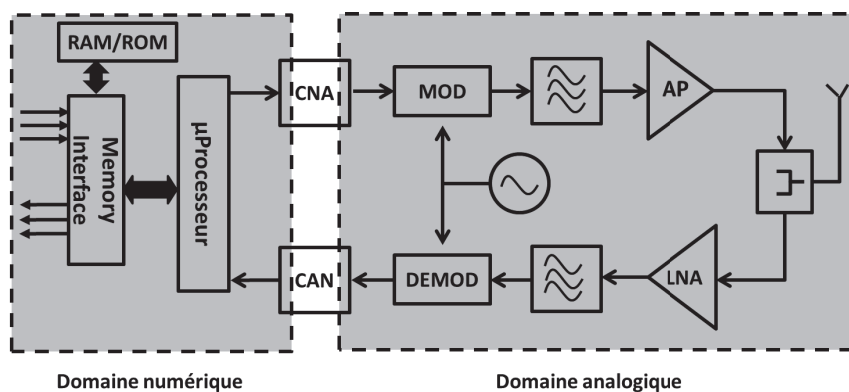 RAM/ROM
Memory
Interface
µProcesseur
CNA
MOD
AP
CAN
DEMOD
LNA
Domaine numérique
Domaine analogique